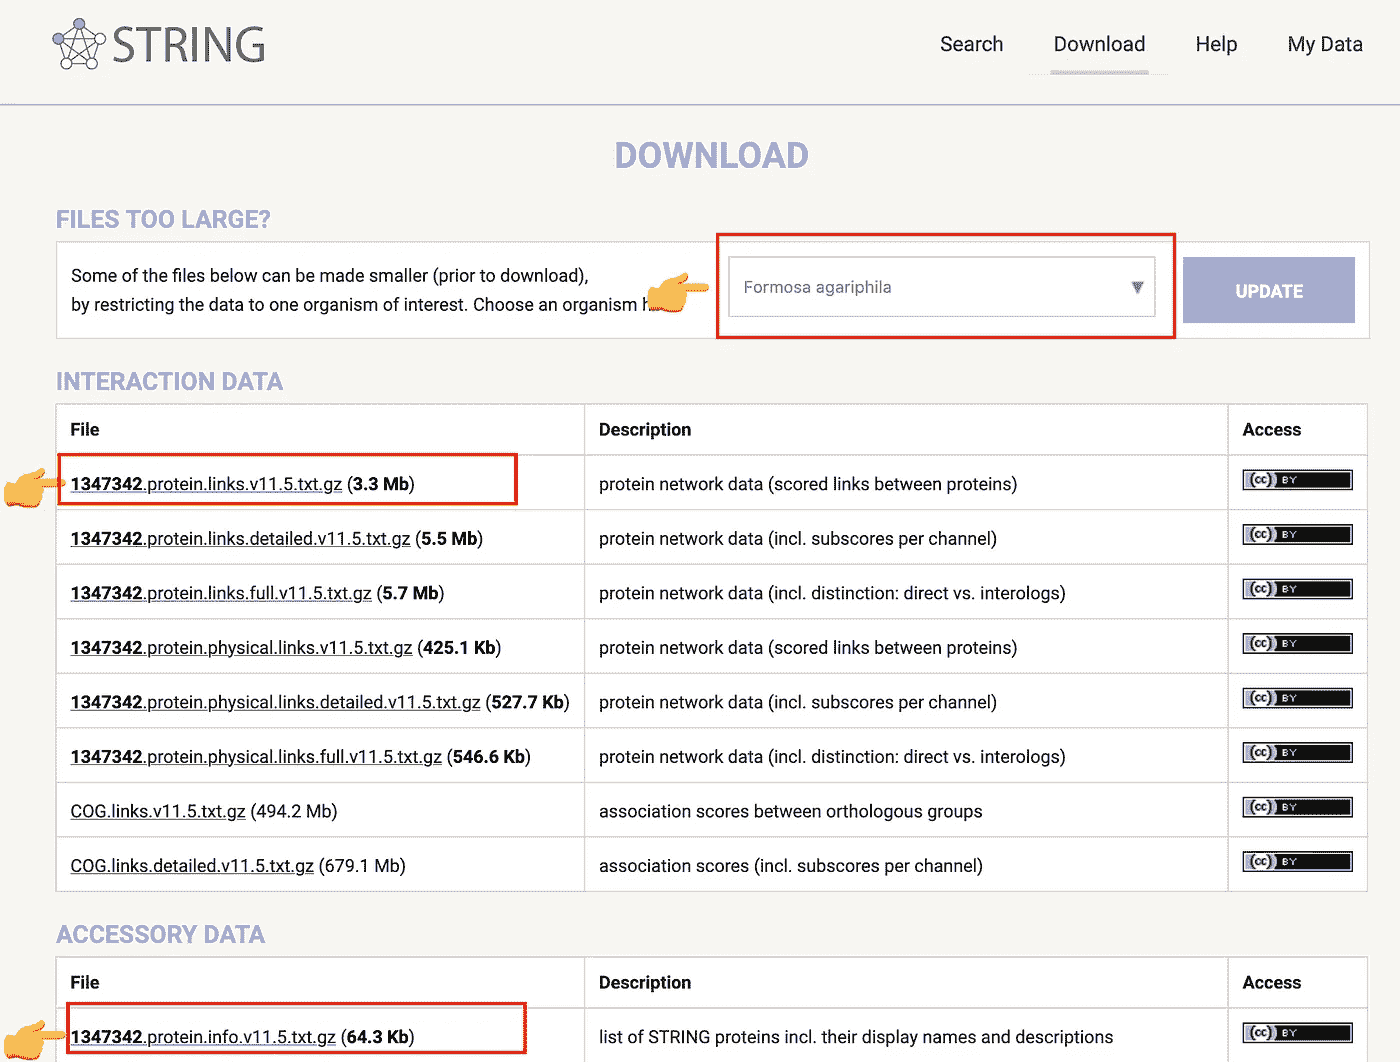 STRING
Search Download Help My Data
DOWNLOAD
FILES TOO LARGE?
Some of the files below can be made smaller (prior to download),
by restricting the data to one organism of interest. Choose an organism
Formosa agariphila
UPDATE
INTERACTION DATA
File Description Access
1347342.protein.links.v11.5.txt.gz (3.3 Mb) protein network data (scored links between proteins) (cc) BY
1347342.protein.links.detailed.v11.5.txt.gz (5.5 Mb) protein network data (incl. subscores per channel) (cc) BY
1347342.protein.links.full.v11.5.txt.gz (5.7 Mb) protein network data (incl. distinction: direct vs. interologs) (cc) BY
1347342.protein.physical.links.v11.5.txt.gz (425.1 Kb) protein network data (scored links between proteins) (cc) BY
1347342.protein.physical.links.detailed.v11.5.txt.gz (527.7 Kb) protein network data (incl. subscores per channel) (cc) BY
1347342.protein.physical.links.full.v11.5.txt.gz (546.6 Kb) protein network data (incl. distinction: direct vs. interologs) (cc) BY
COG.links.v11.5.txt.gz (494.2 Mb) association scores between orthologous groups (cc) BY
COG.links.detailed.v11.5.txt.gz (679.1 Mb) association scores (incl. subscores per channel) (cc) BY
ACCESSORY DATA
File Description Access
1347342.protein.info.v11.5.txt.gz (64.3 Kb) list of STRING proteins incl. their display names and descriptions (cc) BY